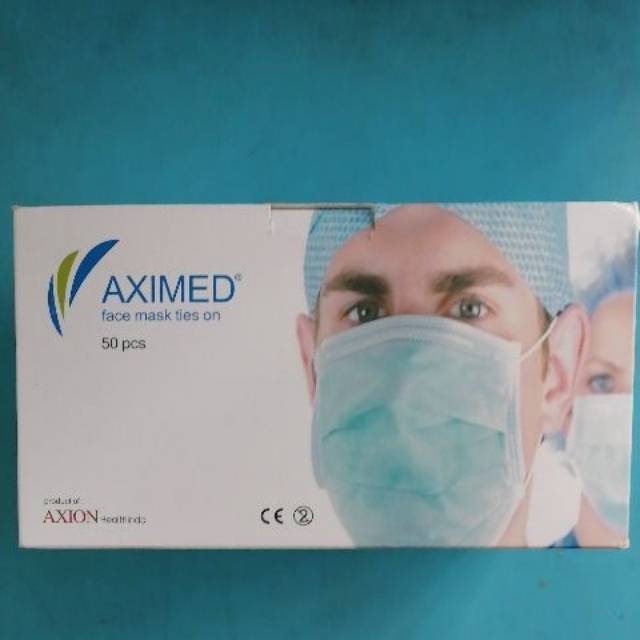 AXIMED®
face mask ties on
50 pcs
product of:
AXION Healthindo
CE 2